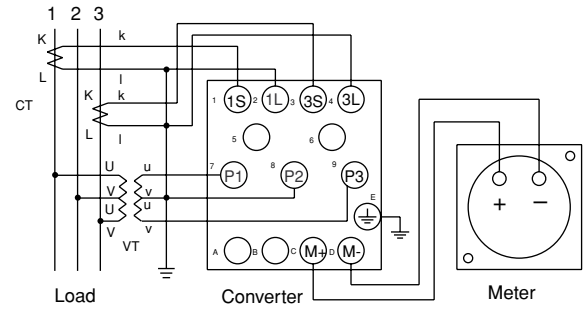 1 2 3
K k
L l
CT
K k
L l
1 1S 2 1L 3 3S 4 3L
5 6
7 P1 8 P2 9 P3
U u
V v
U u
V v
VT
E
A B C M+ D M-
+ −
Load
Converter
Meter